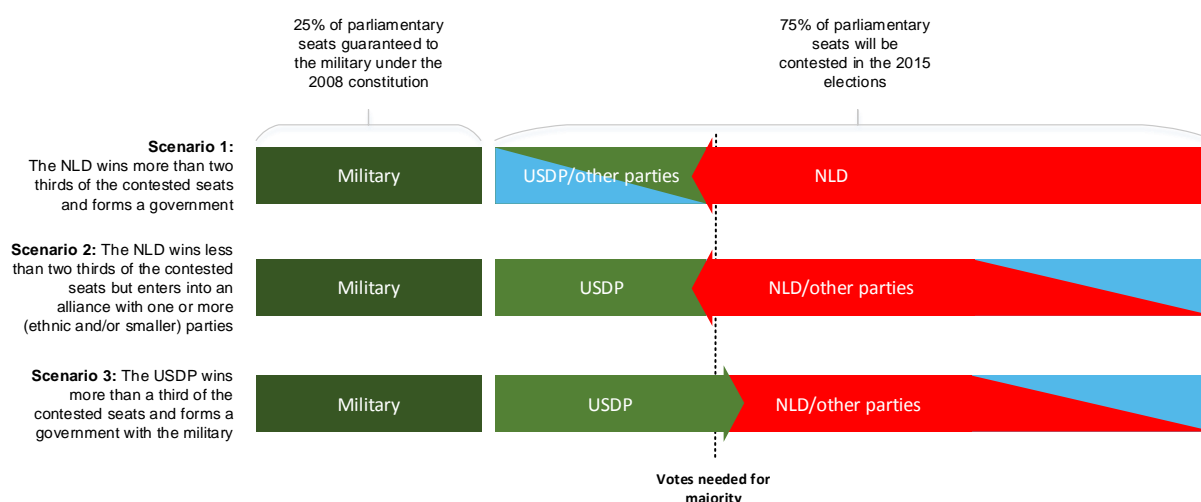 25% of parliamentary
seats guaranteed to
the military under the
2008 constitution
75% of parliamentary
seats will be
contested in the 2015
elections
Scenario 1:
The NLD wins more than two
thirds of the contested seats
and forms a government
Military
USDP/other parties
NLD
Scenario 2: The NLD wins less
than two thirds of the contested
seats but enters into an
alliance with one or more
(ethnic and/or smaller) parties
Military
USDP
NLD/other parties
Scenario 3: The USDP wins
more than a third of the
contested seats and forms a
government with the military
Military
USDP
NLD/other parties
Votes needed for
majority